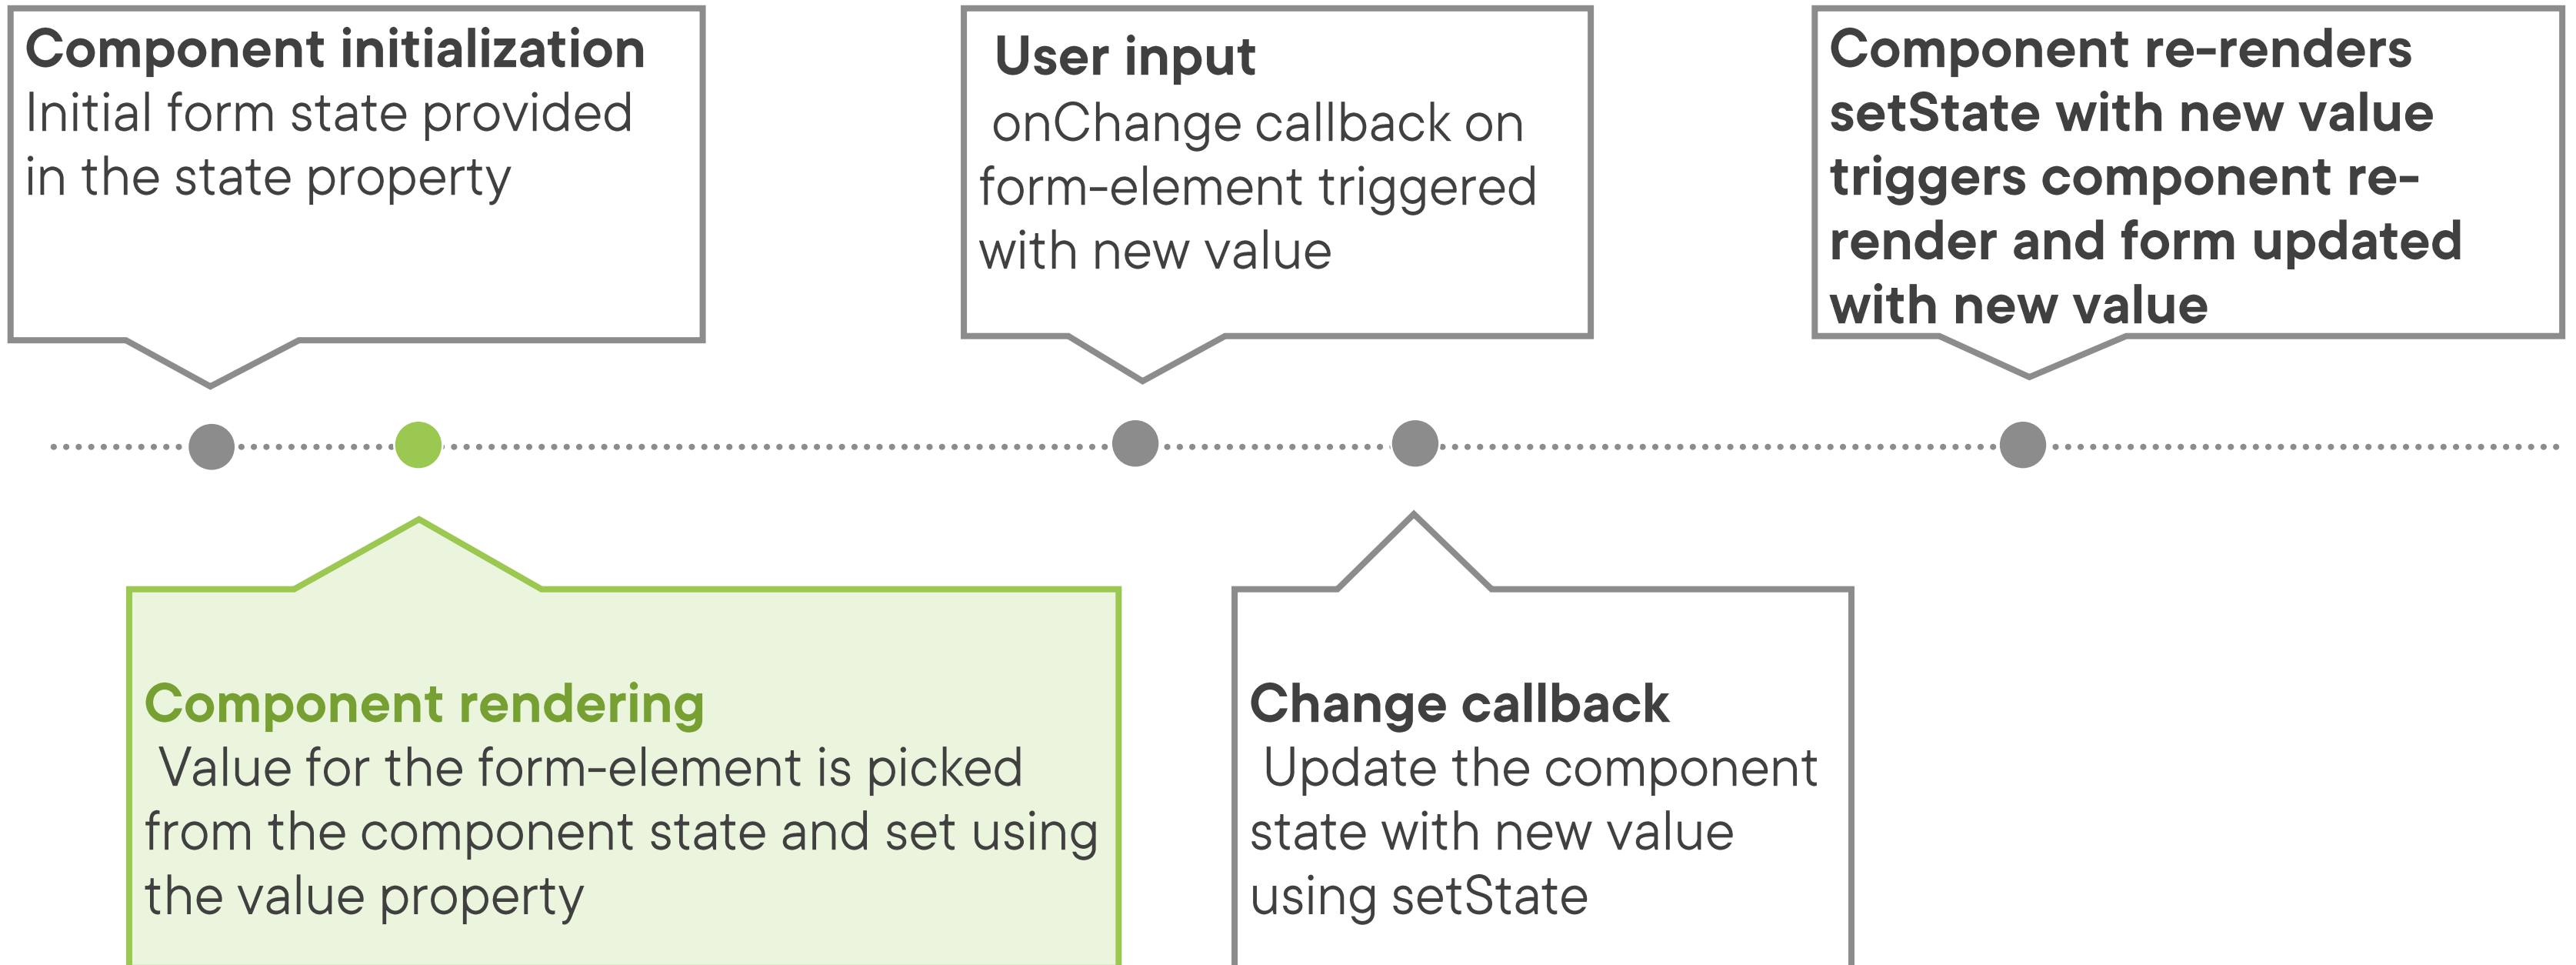 Component initialization
Initial form state provided
in the state property
User input
onChange callback on
form-element triggered
with new value
Component re-renders
setState with new value
triggers component re-
render and form updated
with new value
Component rendering
Value for the form-element is picked
from the component state and set using
the value property
Change callback
Update the component
state with new value
using setState